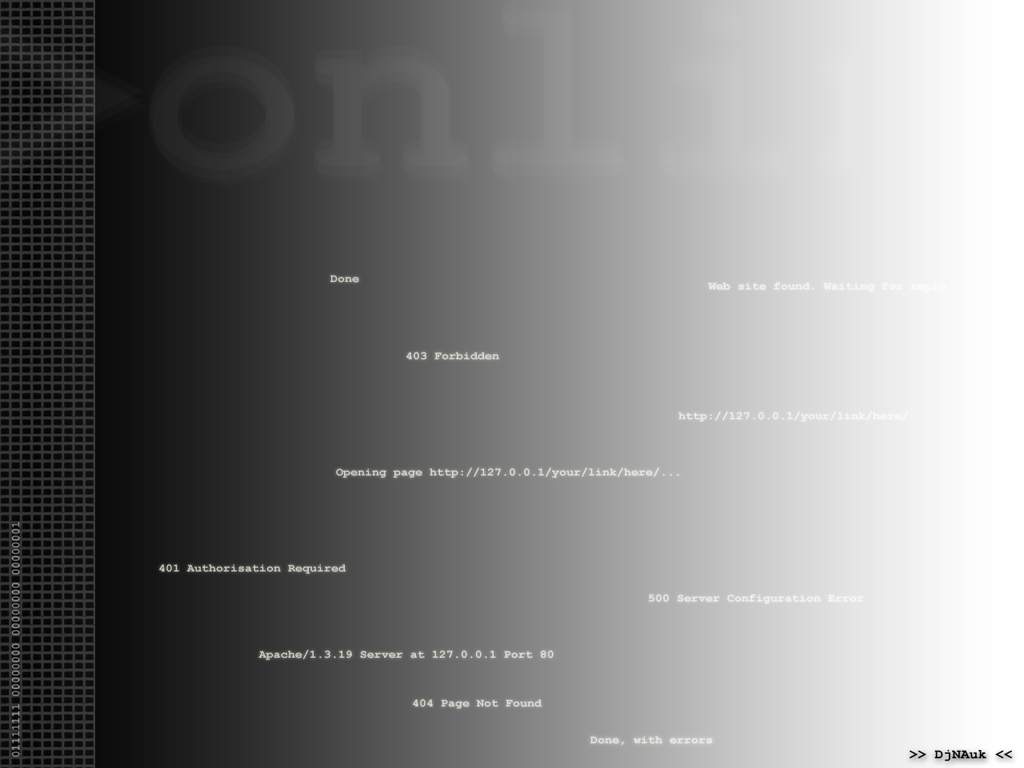 onli
Done
Web site found. Waiting for reply
403 Forbidden
http://127.0.0.1/your/link/here/
Opening page http://127.0.0.1/your/link/here/...
401 Authorisation Required
500 Server Configuration Error
Apache/1.3.19 Server at 127.0.0.1 Port 80
404 Page Not Found
Done, with errors
01111111 00000000 00000000 00000001
>> DjNAuk <<